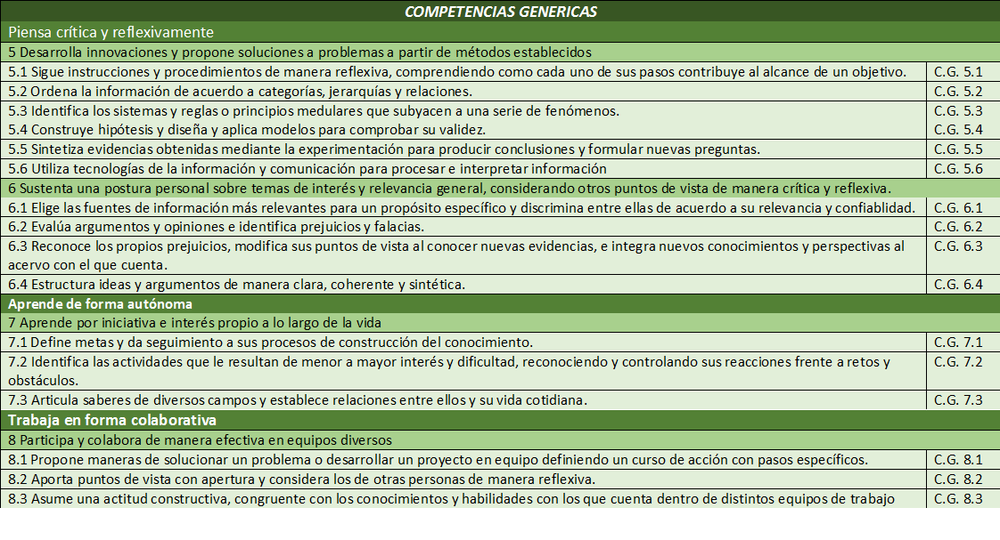 COMPETENCIAS GENERICAS
Piensa crítica y reflexivamente
5 Desarrolla innovaciones y propone soluciones a problemas a partir de métodos establecidos
5.1 Sigue instrucciones y procedimientos de manera reflexiva, comprendiendo como cada uno de sus pasos contribuye al alcance de un objetivo. C.G. 5.1
5.2 Ordena la información de acuerdo a categorías, jerarquías y relaciones. C.G. 5.2
5.3 Identifica los sistemas y reglas o principios medulares que subyacen a una serie de fenómenos. C.G. 5.3
5.4 Construye hipótesis y diseña y aplica modelos para comprobar su validez. C.G. 5.4
5.5 Sintetiza evidencias obtenidas mediante la experimentación para producir conclusiones y formular nuevas preguntas. C.G. 5.5
5.6 Utiliza tecnologías de la información y comunicación para procesar e interpretar información C.G. 5.6
6 Sustenta una postura personal sobre temas de interés y relevancia general, considerando otros puntos de vista de manera crítica y reflexiva.
6.1 Elige las fuentes de información más relevantes para un propósito específico y discrimina entre ellas de acuerdo a su relevancia y confiablidad. C.G. 6.1
6.2 Evalúa argumentos y opiniones e identifica prejuicios y falacias. C.G. 6.2
6.3 Reconoce los propios prejuicios, modifica sus puntos de vista al conocer nuevas evidencias, e integra nuevos conocimientos y perspectivas al C.G. 6.3
acervo con el que cuenta.
6.4 Estructura ideas y argumentos de manera clara, coherente y sintética. C.G. 6.4
Aprende de forma autónoma
7 Aprende por iniciativa e interés propio a lo largo de la vida
7.1 Define metas y da seguimiento a sus procesos de construcción del conocimiento. C.G. 7.1
7.2 Identifica las actividades que le resultan de menor a mayor interés y dificultad, reconociendo y controlando sus reacciones frente a retos y C.G. 7.2
obstáculos.
7.3 Articula saberes de diversos campos y establece relaciones entre ellos y su vida cotidiana. C.G. 7.3
Trabaja en forma colaborativa
8 Participa y colabora de manera efectiva en equipos diversos
8.1 Propone maneras de solucionar un problema o desarrollar un proyecto en equipo definiendo un curso de acción con pasos específicos. C.G. 8.1
8.2 Aporta puntos de vista con apertura y considera los de otras personas de manera reflexiva. C.G. 8.2
8.3 Asume una actitud constructiva, congruente con los conocimientos y habilidades con los que cuenta dentro de distintos equipos de trabajo C.G. 8.3